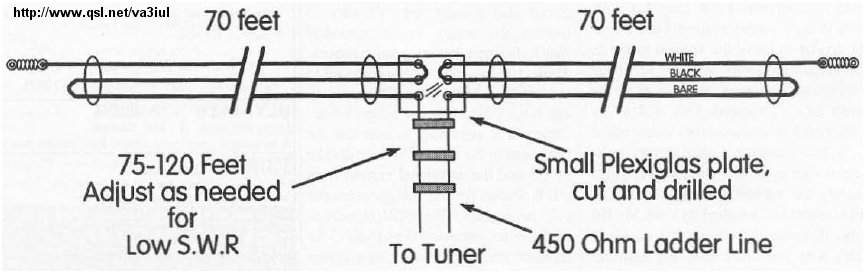 http://www.qsl.net/va3iul
70 feet
70 feet
WHITE
BLACK
BARE
75-120 Feet
Adjust as needed
for
Low S.W.R
Small Plexiglas plate,
cut and drilled
To Tuner
450 Ohm Ladder Line